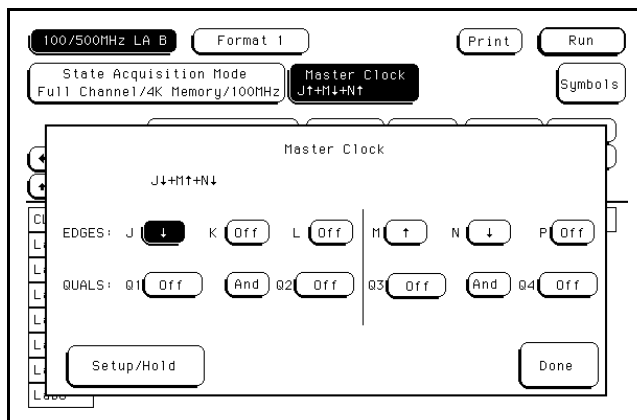 100/500MHz LA B Format 1 Print Run
State Acquisition Mode
Full Channel/4K Memory/100MHz
Master Clock
J↑+M↓+N↑
Symbols
Master Clock
J↓+M↑+N↓
EDGES: J ↓ K Off L Off M ↑ N ↓ P Off
QUALS: Q1 Off And Q2 Off Q3 Off And Q4 Off
Setup/Hold Done